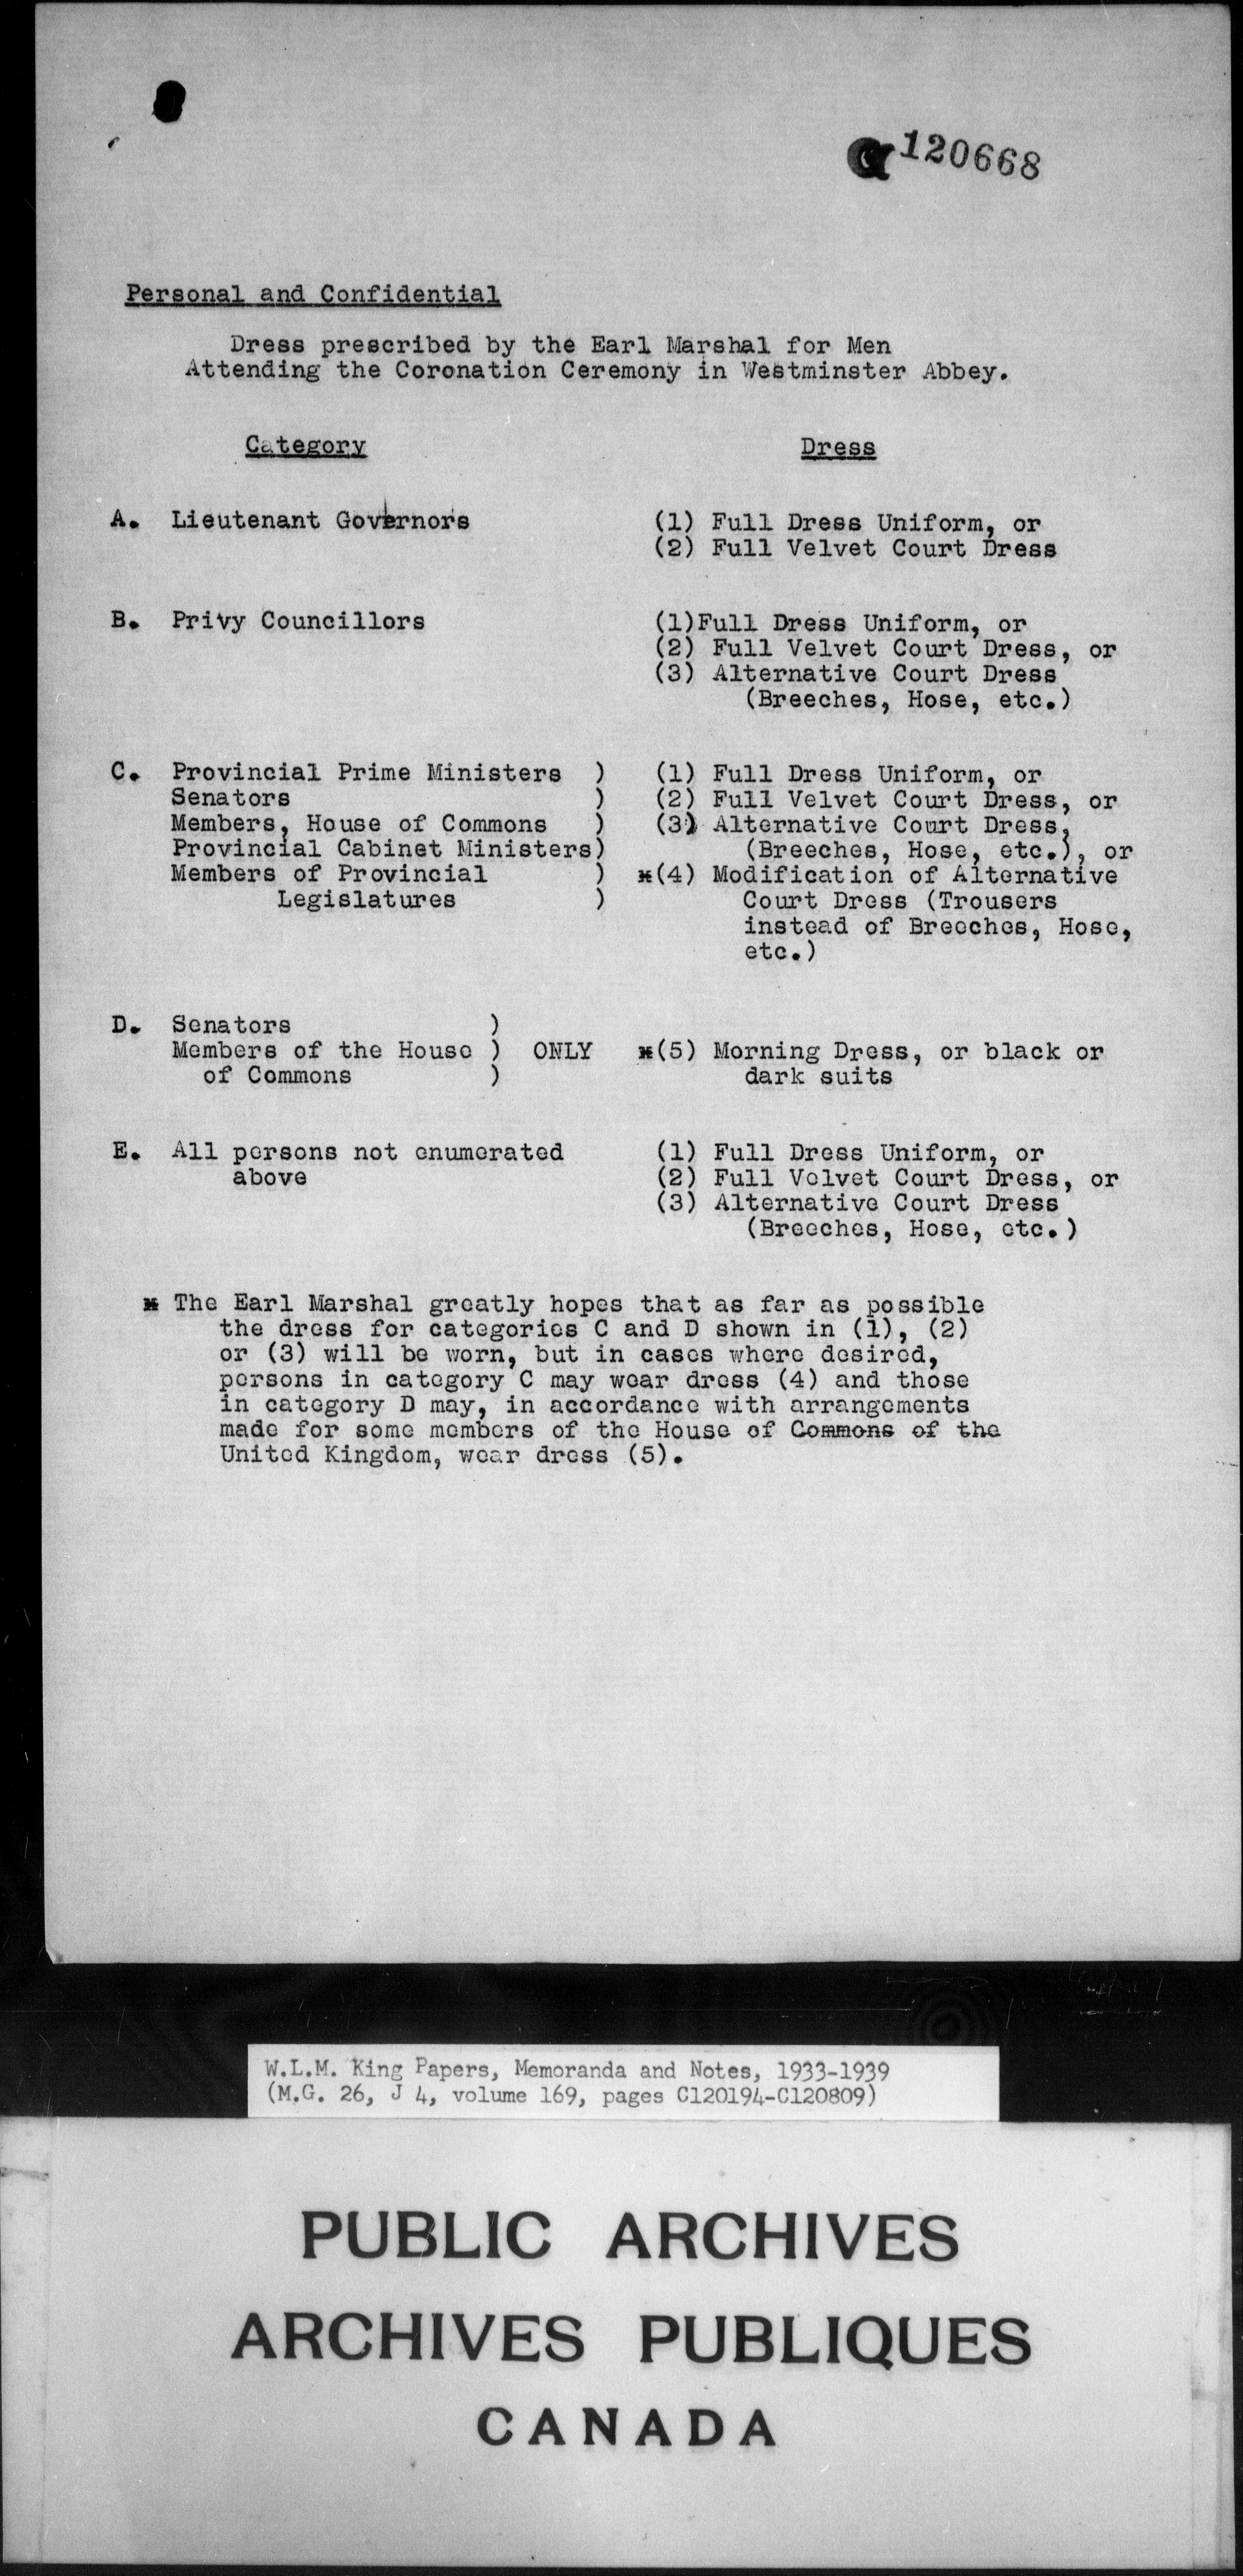 C120668
Personal and Confidential
Dress prescribed by the Earl Marshal for Men
Attending the Coronation Ceremony in Westminster Abbey.
Category Dress
A. Lieutenant Governors (1) Full Dress Uniform, or
(2) Full Velvet Court Dress
B. Privy Councillors (1)Full Dress Uniform, or
(2) Full Velvet Court Dress, or
(3) Alternative Court Dress
(Breeches, Hose, etc.)
C. Provincial Prime Ministers ) (1) Full Dress Uniform, or
Senators ) (2) Full Velvet Court Dress, or
Members, House of Commons ) (3) Alternative Court Dress,
Provincial Cabinet Ministers) (Breeches, Hose, etc.), or
Members of Provincial ) *(4) Modification of Alternative
Legislatures ) Court Dress (Trousers
instead of Breeches, Hose,
etc.)
D. Senators )
Members of the House ) ONLY *(5) Morning Dress, or black or
of Commons ) dark suits
E. All persons not enumerated (1) Full Dress Uniform, or
above (2) Full Velvet Court Dress, or
(3) Alternative Court Dress
(Breeches, Hose, etc.)
* The Earl Marshal greatly hopes that as far as possible
the dress for categories C and D shown in (1), (2)
or (3) will be worn, but in cases where desired,
persons in category C may wear dress (4) and those
in category D may, in accordance with arrangements
made for some members of the House of Commons of the
United Kingdom, wear dress (5).
W.L.M. King Papers, Memoranda and Notes, 1933-1939
(M.G. 26, J 4, volume 169, pages C120194-C120809)
PUBLIC ARCHIVES
ARCHIVES PUBLIQUES
CANADA